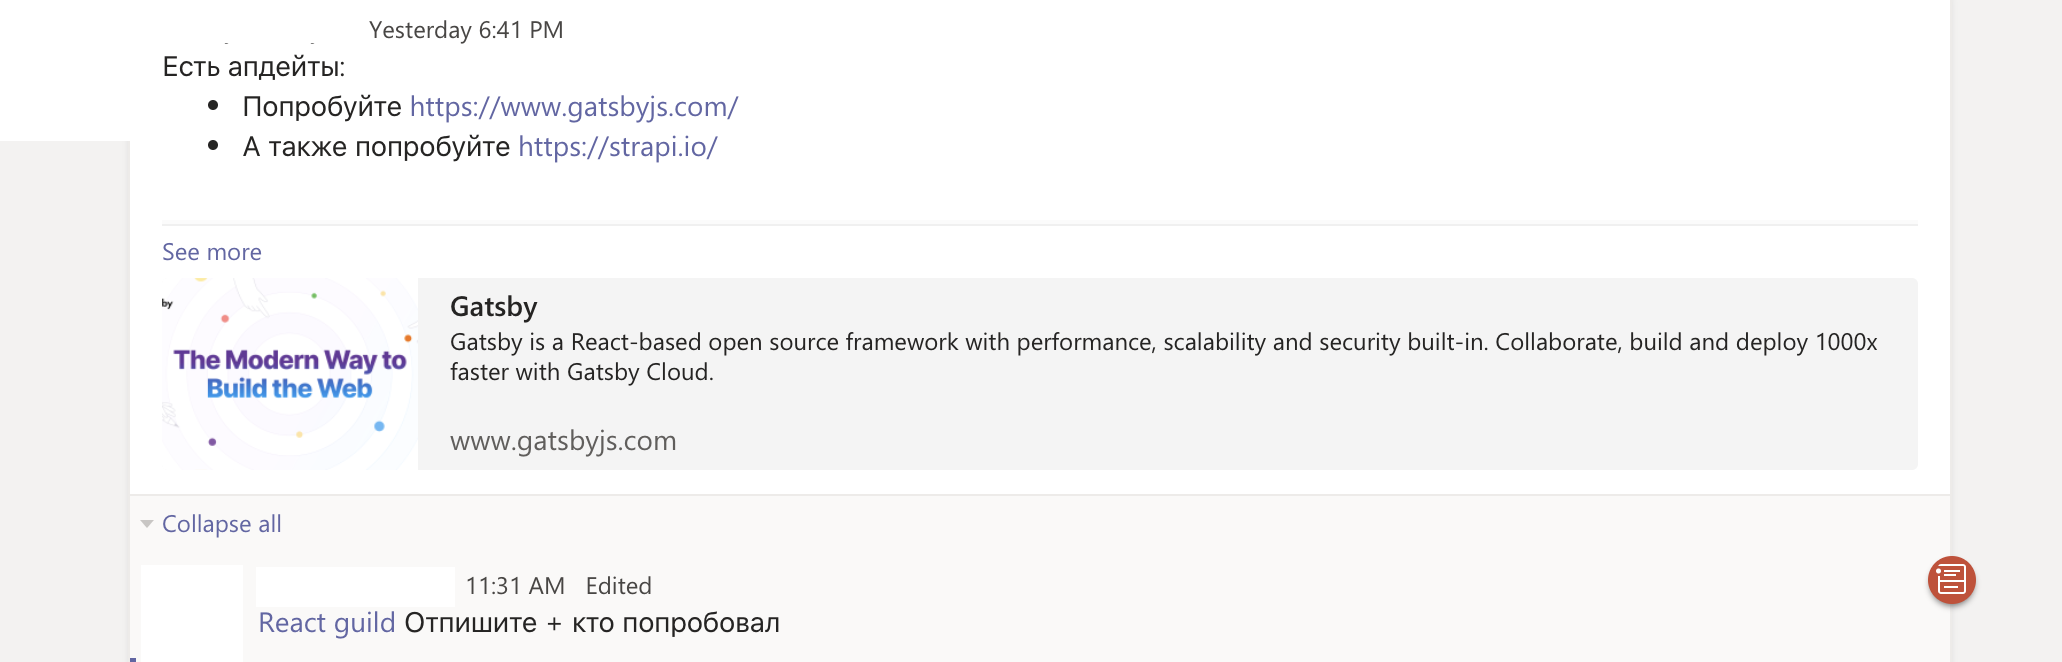 Yesterday 6:41 PM
Есть апдейты:
• Попробуйте https://www.gatsbyjs.com/
• А также попробуйте https://strapi.io/
See more
by
The Modern Way to
Build the Web
Gatsby
Gatsby is a React-based open source framework with performance, scalability and security built-in. Collaborate, build and deploy 1000x
faster with Gatsby Cloud.
www.gatsbyjs.com
Collapse all
11:31 AM Edited
React guild Отпишите + кто попробовал